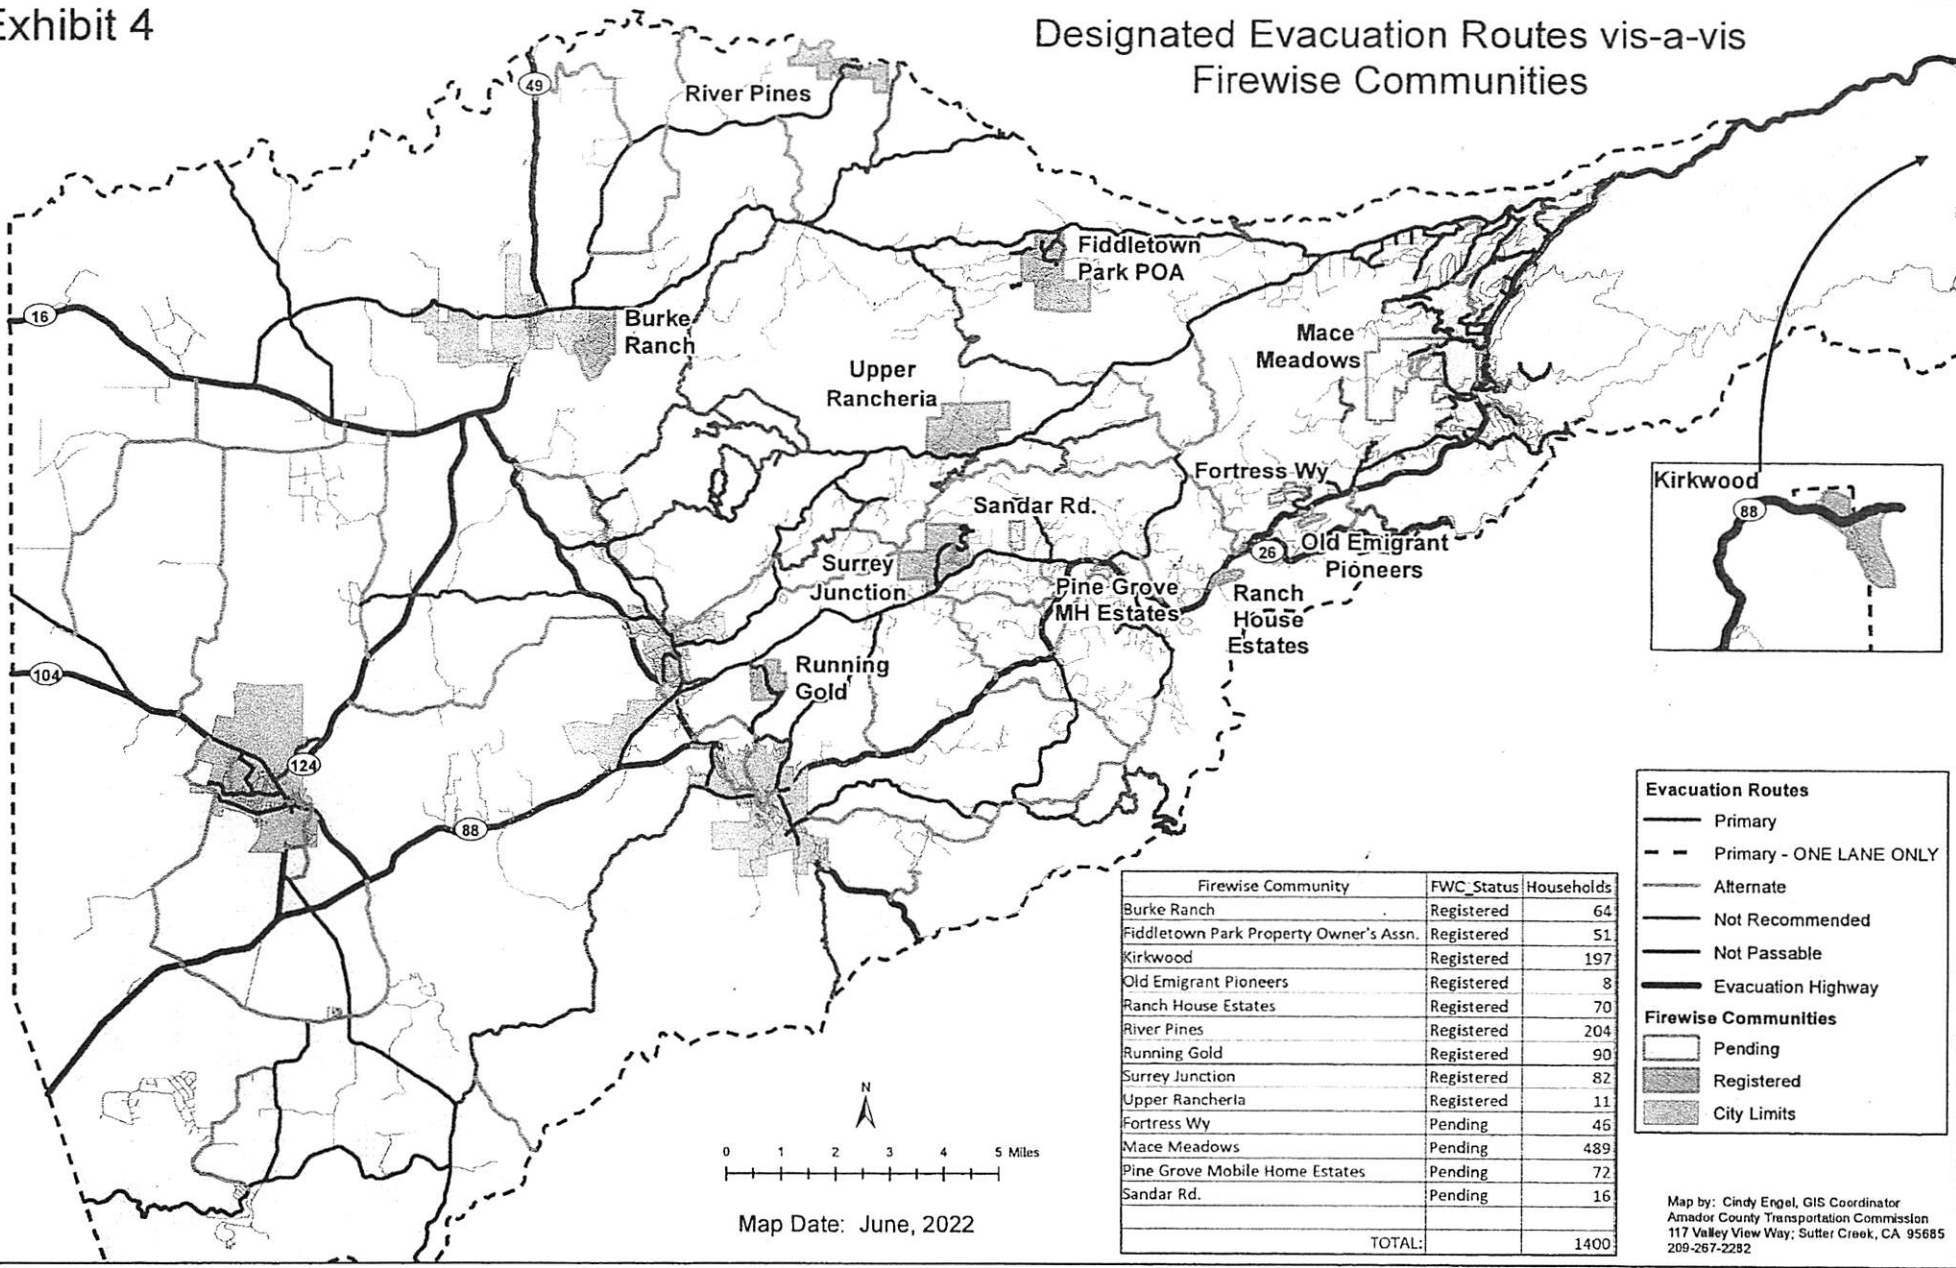 Exhibit 4
Designated Evacuation Routes vis-a-vis
Firewise Communities
49
River Pines
16
Burke
Ranch
Fiddletown
Park POA
Mace
Meadows
Upper
Rancheria
Fortress Wy
Sandar Rd.
Kirkwood
88
26
Old Emigrant
Pioneers
Surrey
Junction
Pine Grove
MH Estates
Ranch
House
Estates
Running
Gold
104
124
88
Evacuation Routes
Primary
Primary - ONE LANE ONLY
Alternate
Not Recommended
Not Passable
Evacuation Highway
Firewise Communities
Pending
Registered
City Limits
Firewise Community FWC_Status Households
Burke Ranch Registered 64
Fiddletown Park Property Owner's Assn. Registered 51
Kirkwood Registered 197
Old Emigrant Pioneers Registered 8
Ranch House Estates Registered 70
River Pines Registered 204
Running Gold Registered 90
Surrey Junction Registered 82
Upper Rancheria Registered 11
Fortress Wy Pending 46
Mace Meadows Pending 489
Pine Grove Mobile Home Estates Pending 72
Sandar Rd. Pending 16
TOTAL: 1400
N
0 1 2 3 4 5 Miles
Map Date: June, 2022
Map by: Cindy Engel, GIS Coordinator
Amador County Transportation Commission
117 Valley View Way; Sutter Creek, CA 95685
209-267-2282